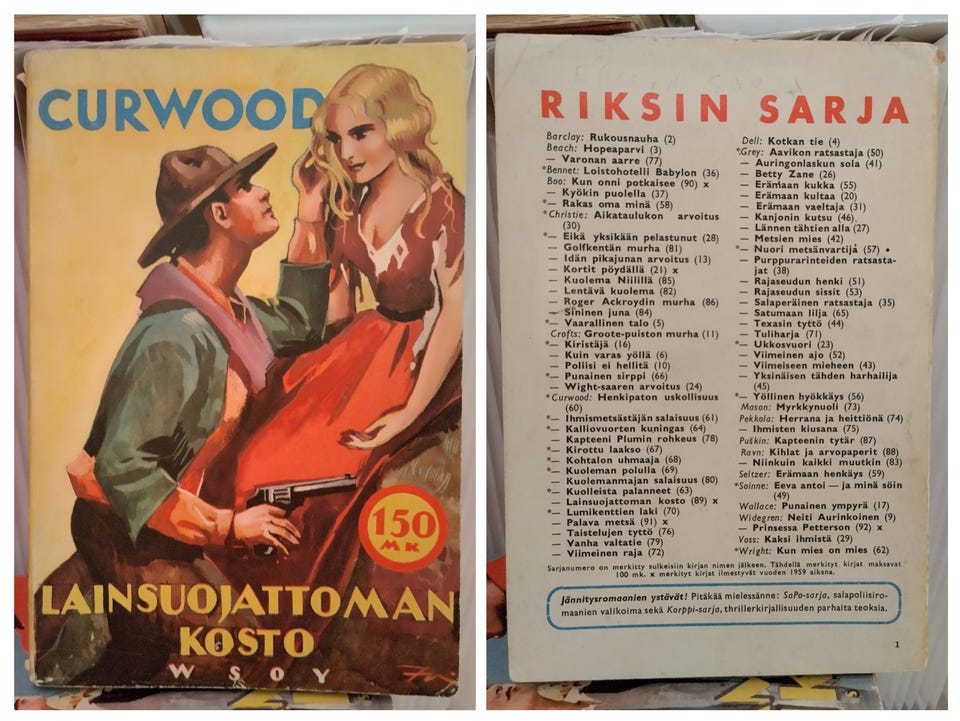 CURWOOD
150
MK
LAINSUOJATTOMAN
KOSTO
WSOY
RIKSIN SARJA
Barclay: Rukousnauha (2)
Beach: Hopeaparvi (3)
— Varonan aarre (77)
*Bennet: Loistohotelli Babylon (36)
Boo: Kun onni potkaisee (90) x
— Kyökin puolella (37)
*— Rakas oma minä (58)
*Christie: Aikataulukon arvoitus
(30)
*— Eikä yksikään pelastunut (28)
— Golfkentän murha (81)
— Idän pikajunan arvoitus (13)
— Kortit pöydällä (21) x
— Kuolema Niilillä (85)
— Lentävä kuolema (82)
— Roger Ackroydin murha (86)
— Sininen juna (84)
*— Vaarallinen talo (5)
Crofts: Groote-puiston murha (11)
*— Kiristäjä (16)
— Kuin varas yöllä (6)
— Poliisi ei hellitä (10)
*— Punainen sirppi (66)
— Wight-saaren arvoitus (24)
*Curwood: Henkipaton uskollisuus
(60)
*— Ihmismetsästäjän salaisuus (61)
*— Kalliovuorten kuningas (64)
— Kapteeni Plumin rohkeus (78)
*— Kirottu laakso (67)
*— Kohtalon uhmaaja (68)
*— Kuoleman polulla (69)
— Kuolemanmajan salaisuus (80)
*— Kuolleista palanneet (63)
— Lainsuojattoman kosto (89) x
*— Lumikenttien laki (70)
— Palava metsä (91) x
— Taistelujen tyttö (76)
— Vanha valtatie (79)
— Viimeinen raja (72)
Dell: Kotkan tie (4)
*Grey: Aavikon ratsastaja (50)
— Auringonlaskun sola (41)
— Betty Zane (26)
— Erämaan kukka (55)
— Erämaan kultaa (20)
— Erämaan vaeltaja (31)
— Kanjonin kutsu (46)
— Lännen tähtien alla (27)
— Metsien mies (42)
*— Nuori metsänvartija (57) •
— Purppurarinteiden ratsasta-
jat (38)
— Rajaseudun henki (51)
— Rajaseudun sissit (53)
— Salaperäinen ratsastaja (35)
— Satumaan lilja (65)
— Texasin tyttö (44)
— Tuliharja (71)
*— Ukkosvuori (23)
— Viimeinen ajo (52)
— Viimeiseen mieheen (43)
— Yksinäisen tähden harhailija
(45)
*— Yöllinen hyökkäys (56)
Mason: Myrkkynuoli (73)
Pekkola: Herrana ja heittiönä (74)
— Ihmisten kiusana (75)
Puškin: Kapteenin tytär (87)
Ravn: Kihlat ja arvopaperit (88)
— Niinkuin kaikki muutkin (83)
Seltzer: Erämaan henkäys (59)
*Soinne: Eeva antoi — ja minä söin
(49)
Wallace: Punainen ympyrä (17)
Widegren: Neiti Aurinkoinen (9)
— Prinsessa Petterson (92) x
Voss: Kaksi ihmistä (29)
*Wright: Kun mies on mies (62)
Sarjanumero on merkitty sulkeisiin kirjan nimen jälkeen. Tähdellä merkityt kirjat maksavat
100 mk. x merkityt kirjat ilmestyvät vuoden 1959 aikana.
Jännitysromaanien ystävät! Pitäkää mielessänne: SaPo-sarja, salapoliisiro-
maanien valikoima sekä Korppi-sarja, thrillerkirjallisuuden parhaita teoksia.
1